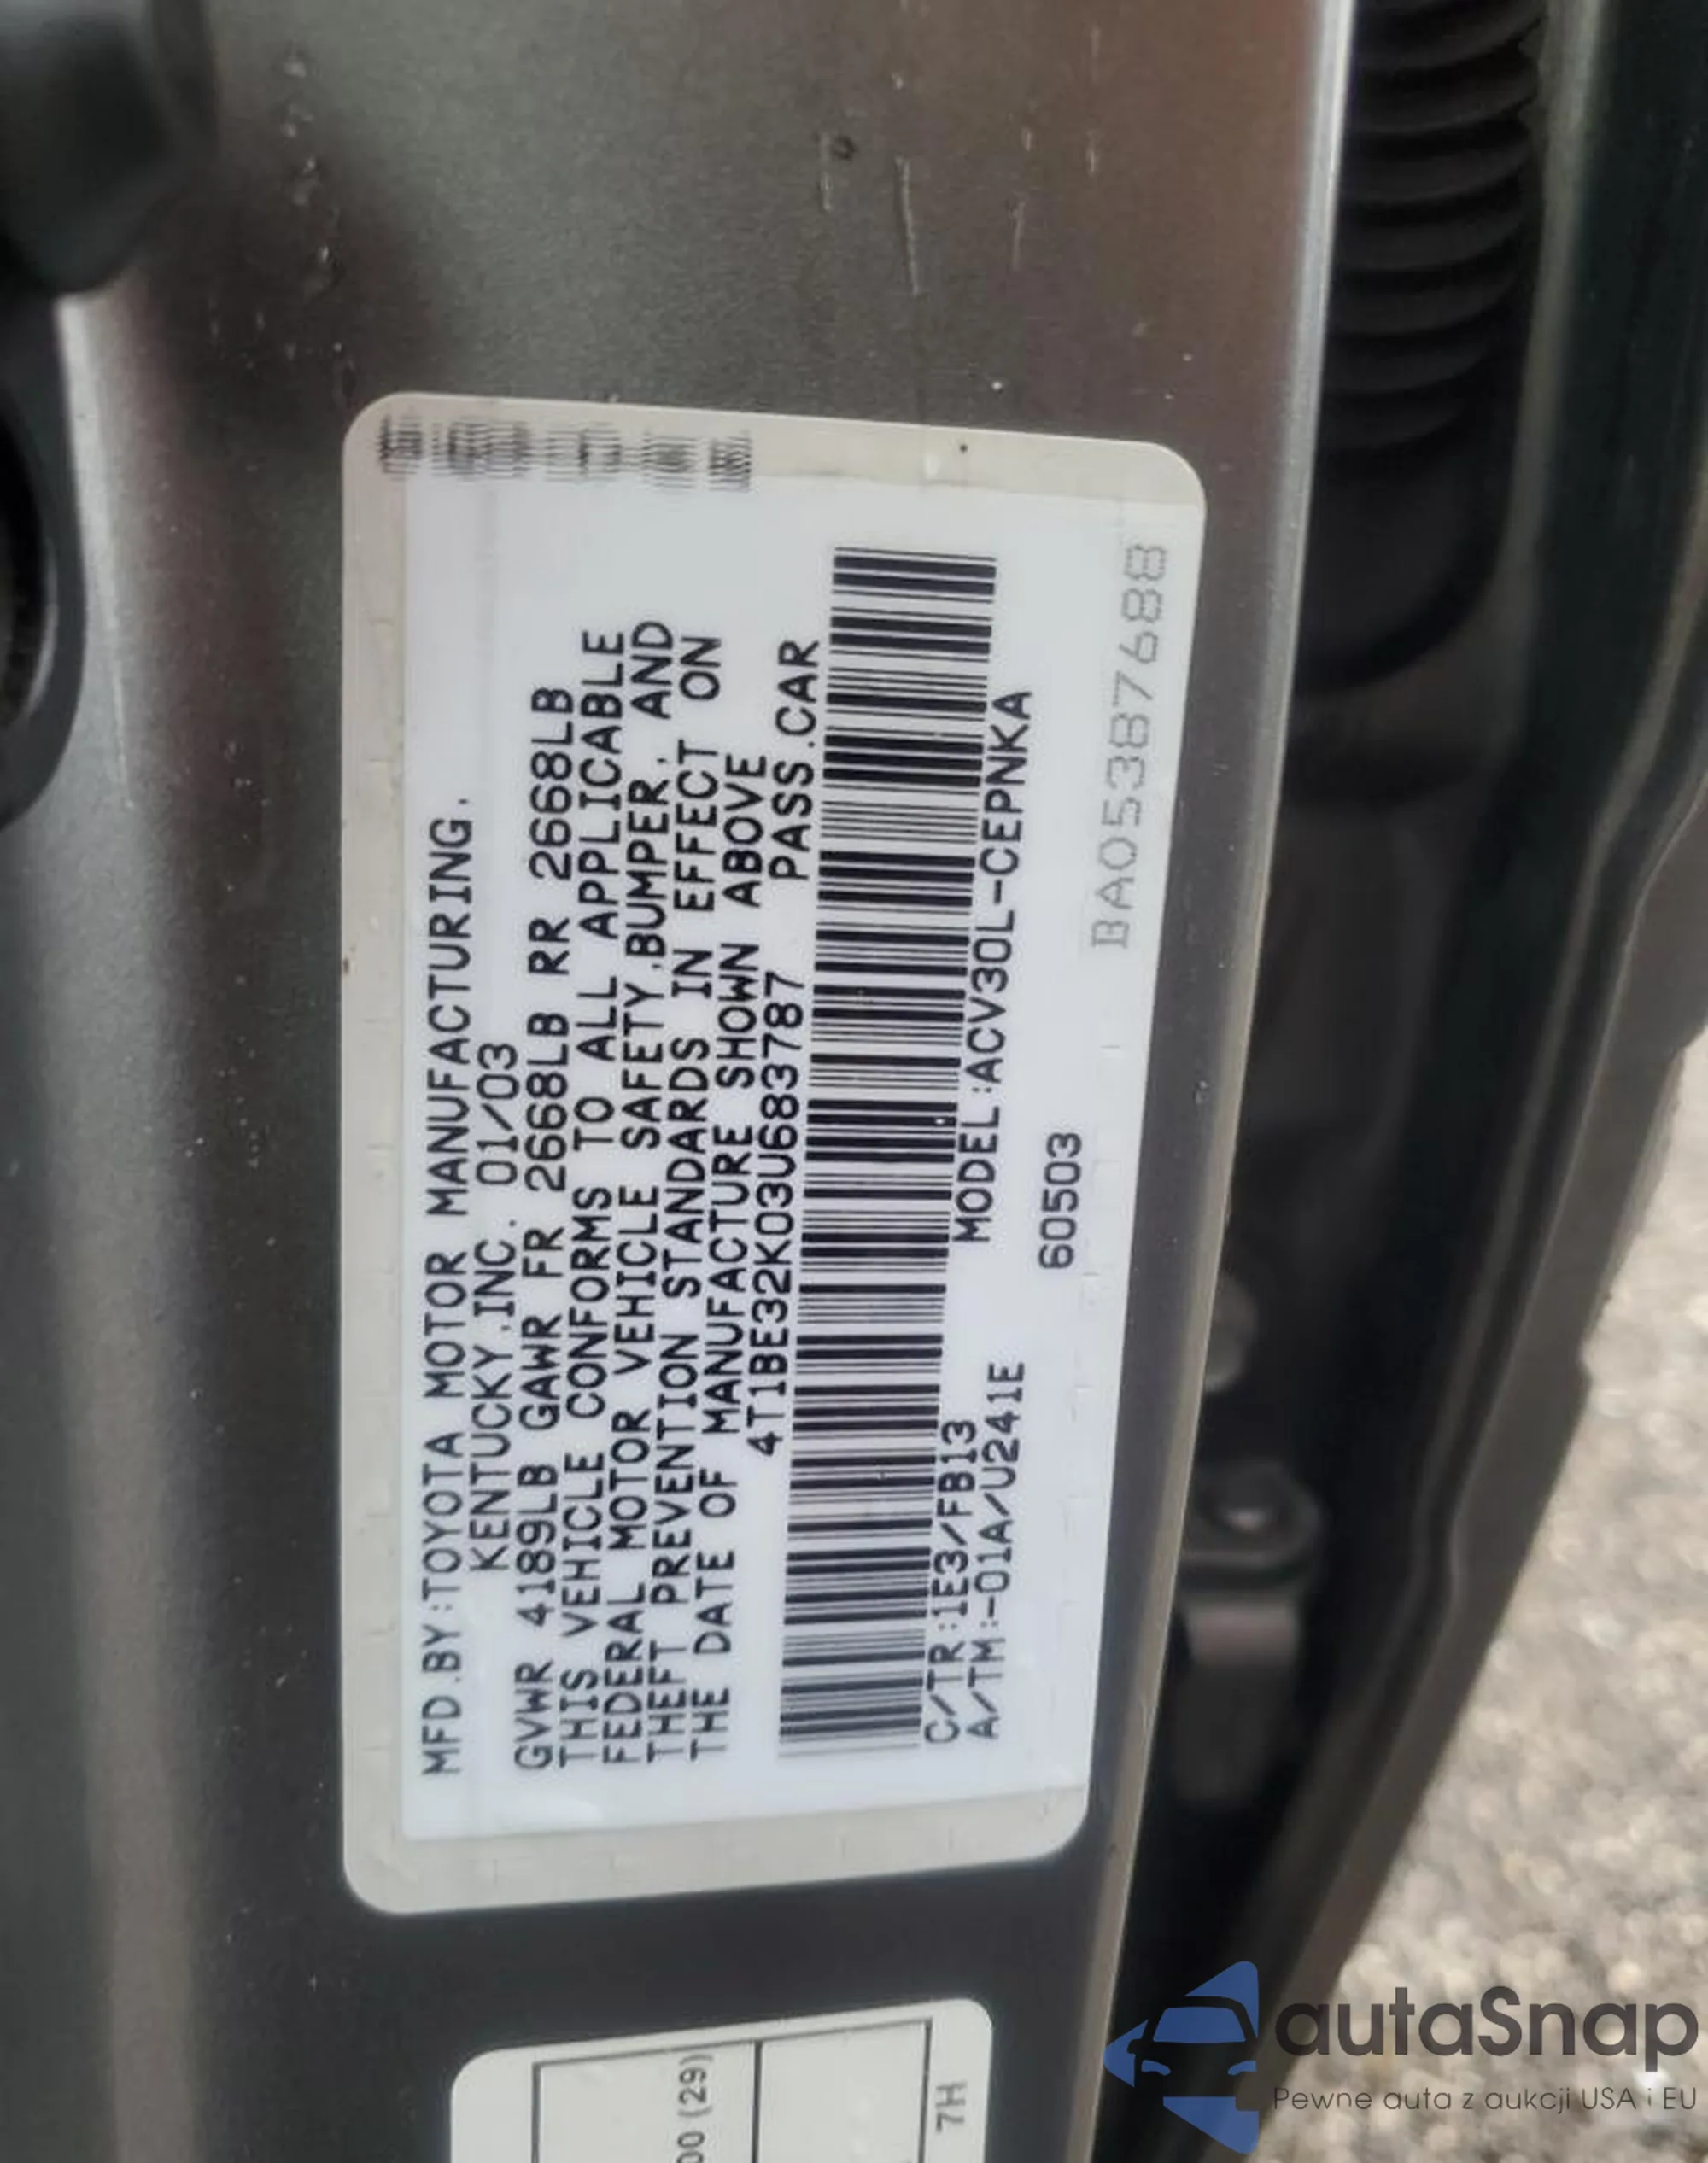 MFD.BY:TOYOTA MOTOR MANUFACTURING.
KENTUCKY,INC. 01/03
GVWR 4189LB GAWR FR 2668LB RR 2668LB
THIS VEHICLE CONFORMS TO ALL APPLICABLE
FEDERAL MOTOR VEHICLE SAFETY,BUMPER, AND
THEFT PREVENTION STANDARDS IN EFFECT ON
THE DATE OF MANUFACTURE SHOWN ABOVE
4T1BE32K03U683787 PASS.CAR
C/TR:1E3/FB13 MODEL:ACV30L-CEPNKA
A/TM:-01A/U241E
60503
BA05387688
00 (29)
7H
autaSnap
Pewne auta z aukcji USA i EU